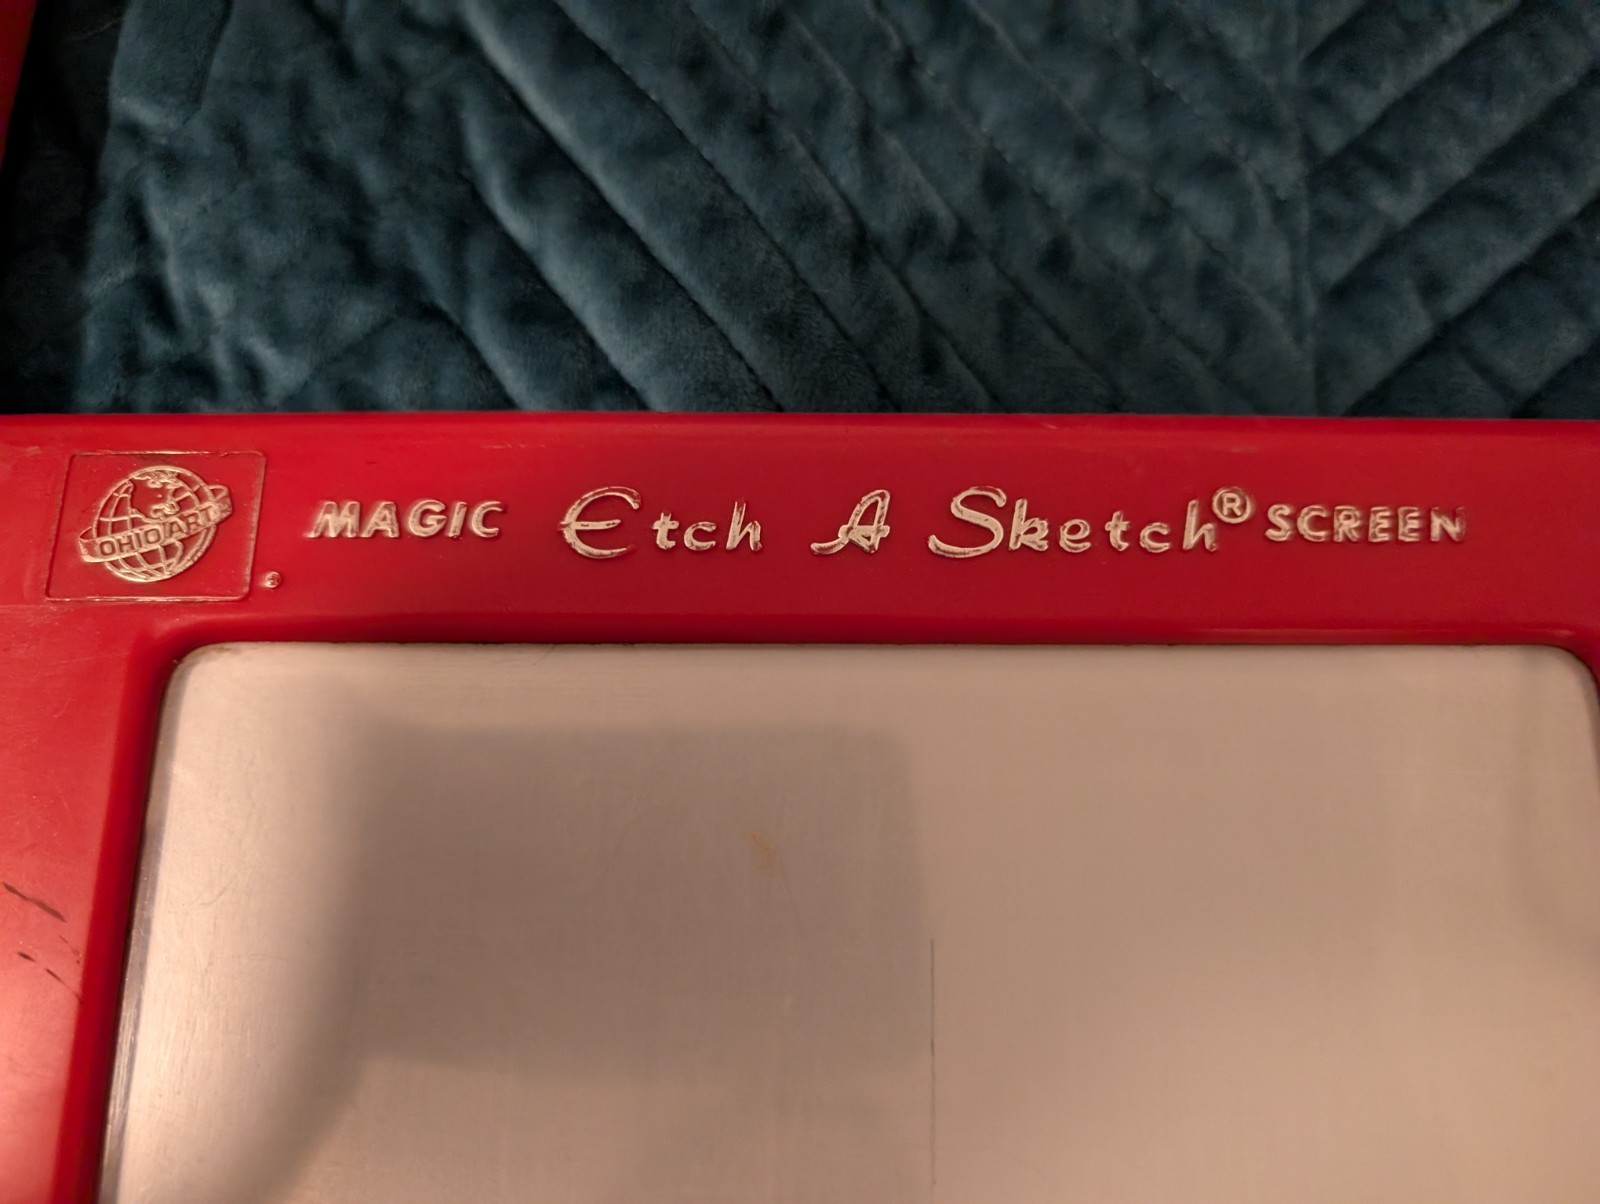 OHIO ART ®
MAGIC Etch A Sketch® SCREEN